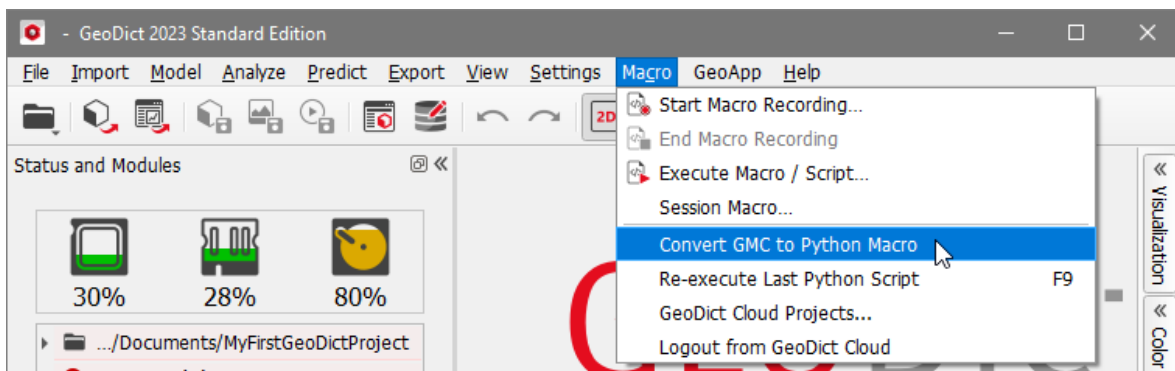 - GeoDict 2023 Standard Edition
File Import Model Analyze Predict Export View Settings Macro GeoApp Help
2D
Start Macro Recording...
End Macro Recording
Execute Macro / Script...
Session Macro...
Convert GMC to Python Macro
Re-execute Last Python Script F9
GeoDict Cloud Projects...
Logout from GeoDict Cloud
Status and Modules
30% 28% 80%
.../Documents/MyFirstGeoDictProject
Visualization
Color